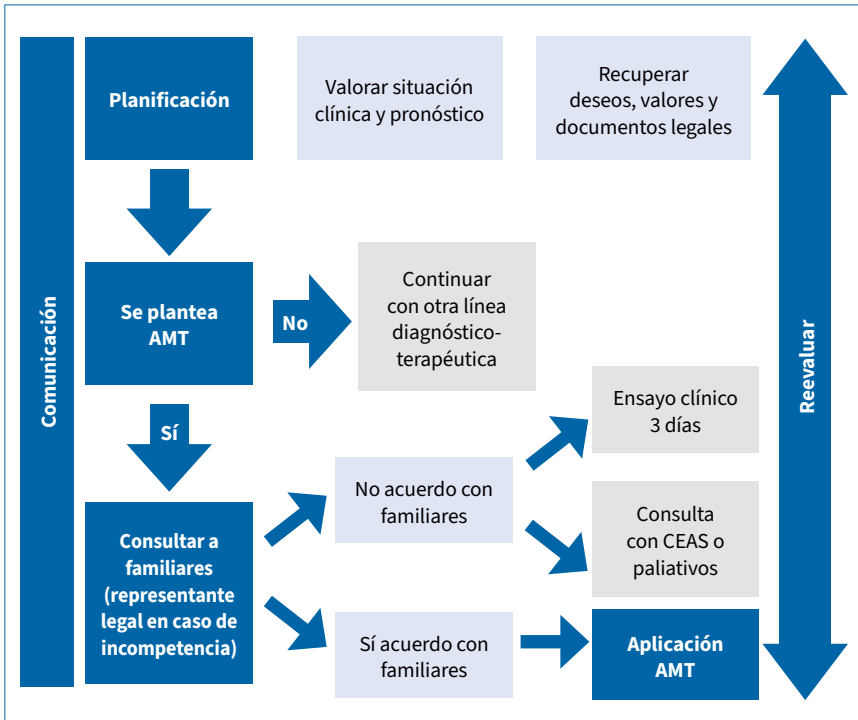 Comunicación
Planificación
Valorar situación
clínica y pronóstico
Recuperar
deseos, valores y
documentos legales
Se plantea
AMT
No
Continuar
con otra línea
diagnóstico-
terapéutica
Sí
Consultar a
familiares
(representante
legal en caso de
incompetencia)
No acuerdo con
familiares
Ensayo clínico
3 días
Consulta
con CEAS o
paliativos
Sí acuerdo con
familiares
Aplicación
AMT
Reevaluar